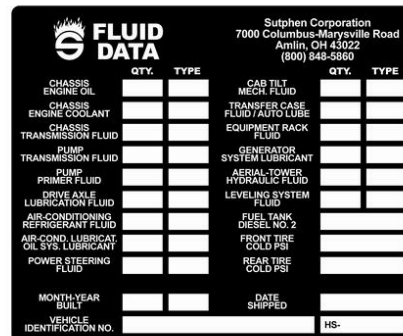 FLUID
DATA
Sutphen Corporation
7000 Columbus-Marysville Road
Amlin, OH 43022
(800) 848-5860
QTY. TYPE
CHASSIS
ENGINE OIL
CHASSIS
ENGINE COOLANT
CHASSIS
TRANSMISSION FLUID
PUMP
TRANSMISSION FLUID
PUMP
PRIMER FLUID
DRIVE AXLE
LUBRICATION FLUID
AIR-CONDITIONING
REFRIGERANT FLUID
AIR-COND. LUBRICAT.
OIL SYS. LUBRICANT
POWER STEERING
FLUID
MONTH-YEAR
BUILT
QTY. TYPE
CAB TILT
MECH. FLUID
TRANSFER CASE
FLUID / AUTO LUBE
EQUIPMENT RACK
FLUID
GENERATOR
SYSTEM LUBRICANT
AERIAL-TOWER
HYDRAULIC FLUID
LEVELING SYSTEM
FLUID
FUEL TANK
DIESEL NO. 2
FRONT TIRE
COLD PSI
REAR TIRE
COLD PSI
DATE
SHIPPED
VEHICLE
IDENTIFICATION NO.
HS-